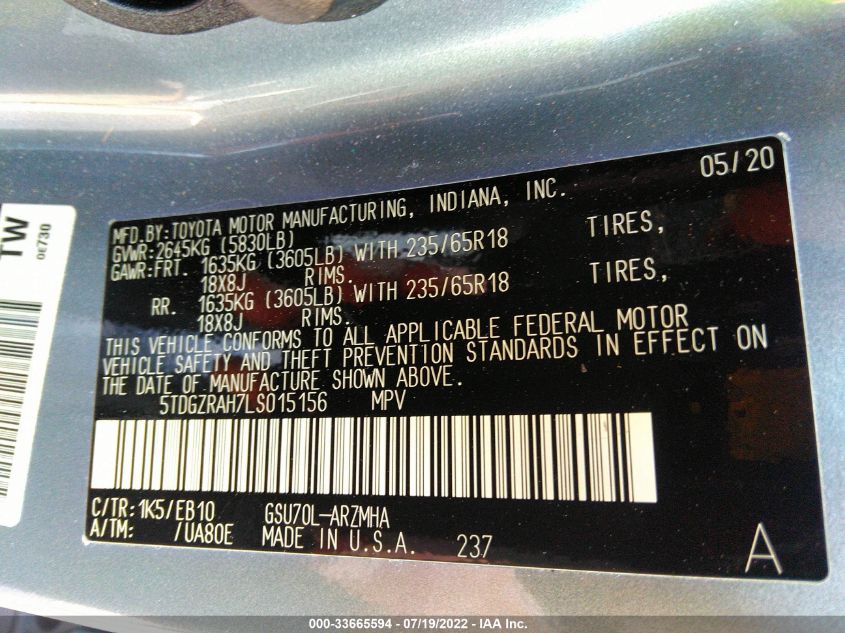 05/20
MFD.BY:TOYOTA MOTOR MANUFACTURING, INDIANA, INC.
GVWR:2645KG (5830LB)
GAWR:FRT. 1635KG (3605LB) WITH 235/65R18 TIRES,
18X8J RIMS.
RR. 1635KG (3605LB) WITH 235/65R18 TIRES,
18X8J RIMS.
THIS VEHICLE CONFORMS TO ALL APPLICABLE FEDERAL MOTOR
VEHICLE SAFETY AND THEFT PREVENTION STANDARDS IN EFFECT ON
THE DATE OF MANUFACTURE SHOWN ABOVE.
5TDGZRAH7LS015156 MPV
C/TR:1K5/EB10 GSU70L-ARZMHA
A/TM: /UA80E MADE IN U.S.A. 237
A
TW
0E730
000-33665594 / 07/19/2022 - IAA Inc.